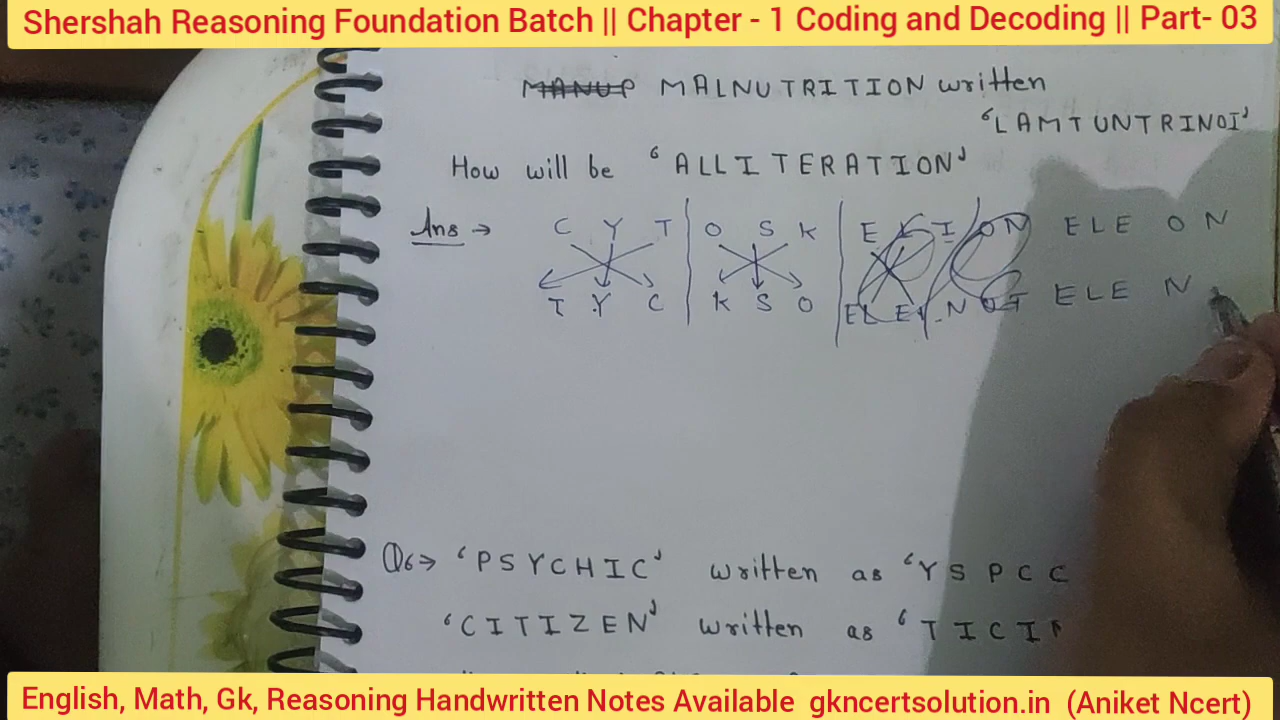 Shershah Reasoning Foundation Batch || Chapter - 1 Coding and Decoding || Part- 03
MALNUTRITION written
'LAMTUNTRINOI'
How will be 'ALLITERATION'
Ans → C Y T | O S K | E L I / ON ELE ON
T Y C | K S O | ELE N
Q6→ 'PSYCHIC' written as 'YSPCC
'CITIZEN' written as 'TICI
English, Math, Gk, Reasoning Handwritten Notes Available gkncertsolution.in (Aniket Ncert)